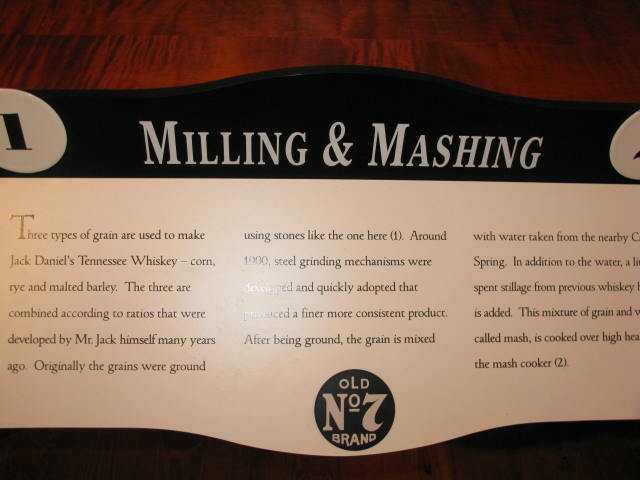 1
MILLING & MASHING
Three types of grain are used to make
Jack Daniel's Tennessee Whiskey – corn,
rye and malted barley. The three are
combined according to ratios that were
developed by Mr. Jack himself many years
ago. Originally the grains were ground
using stones like the one here (1). Around
1900, steel grinding mechanisms were
developed and quickly adopted that
produced a finer more consistent product.
After being ground, the grain is mixed
with water taken from the nearby
Spring. In addition to the water, a
spent stillage from previous whiskey
is added. This mixture of grain and
called mash, is cooked over high
the mash cooker (2).
OLD
No 7
BRAND